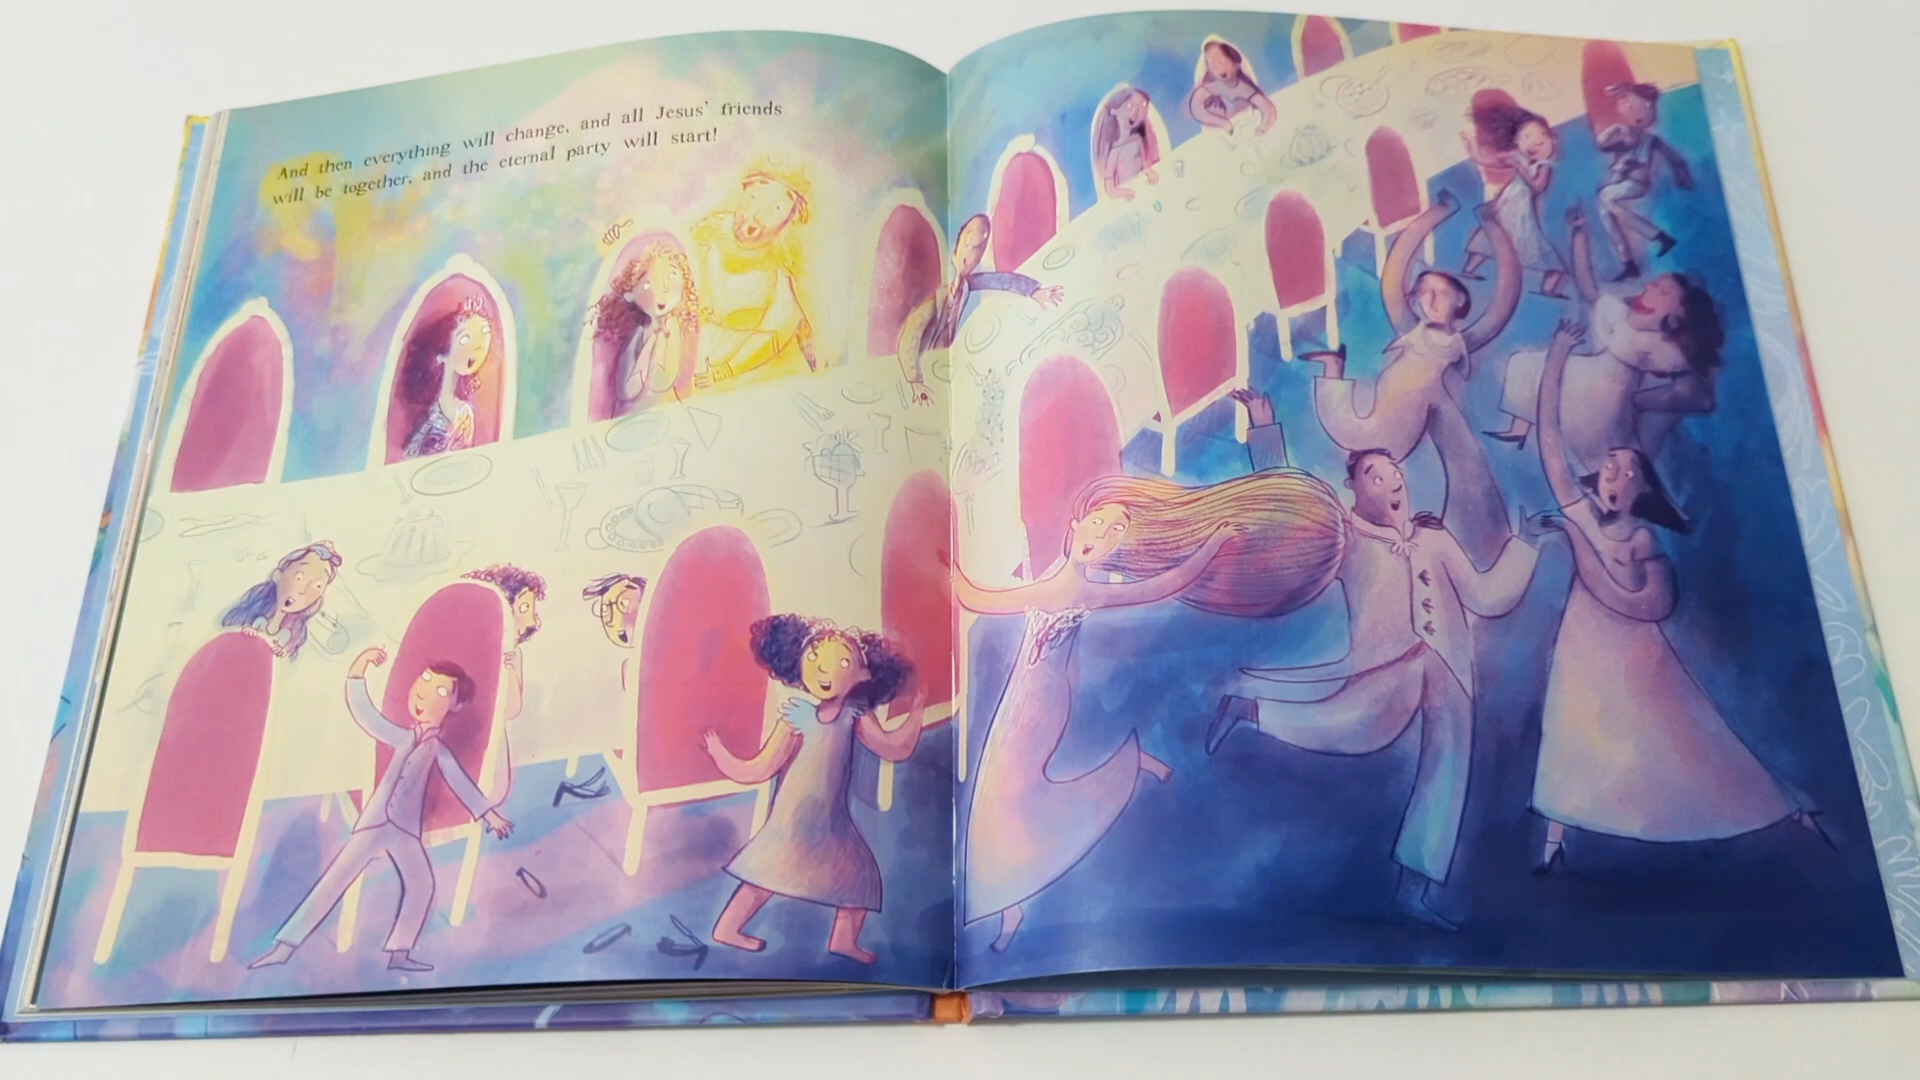 And then everything will change, and all Jesus’ friends
will be together, and the eternal party will start!